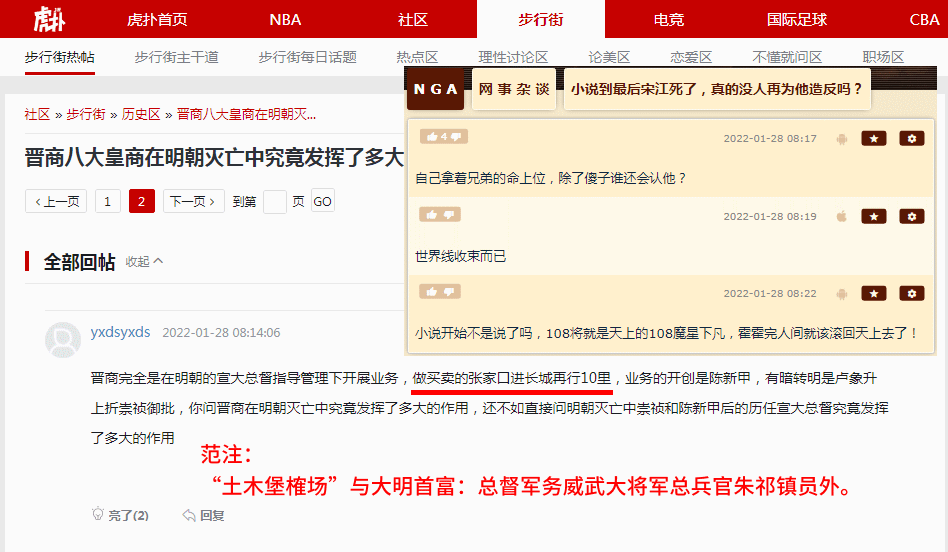 虎扑
虎扑首页 NBA 社区 步行街 电竞 国际足球 CBA
步行街热帖 步行街主干道 步行街每日话题 热点区 理性讨论区 论美区 恋爱区 不懂就问区 职场区
社区 » 步行街 » 历史区 » 晋商八大皇商在明朝灭...
晋商八大皇商在明朝灭亡中究竟发挥了多大
‹上一页 1 2 下一页› 到第 页 GO
全部回帖 收起
yxdsyxds 2022-01-28 08:14:06
晋商完全是在明朝的宣大总督指导管理下开展业务，做买卖的张家口进长城再行10里，业务的开创是陈新甲，有暗转明是卢象升
上折崇祯御批，你问晋商在明朝灭亡中究竟发挥了多大的作用，还不如直接问明朝灭亡中崇祯和陈新甲后的历任宣大总督究竟发挥
了多大的作用
范注：
“土木堡榷场”与大明首富：总督军务威武大将军总兵官朱祁镇员外。
亮了(2) 回复
NGA 网事杂谈 小说到最后宋江死了，真的没人再为他造反吗？
4 2022-01-28 08:17
自己拿着兄弟的命上位，除了傻子谁还会认他？
2022-01-28 08:19
世界线收束而已
2022-01-28 08:22
小说开始不是说了吗，108将就是天上的108魔星下凡，霍霍完人间就该滚回天上去了！